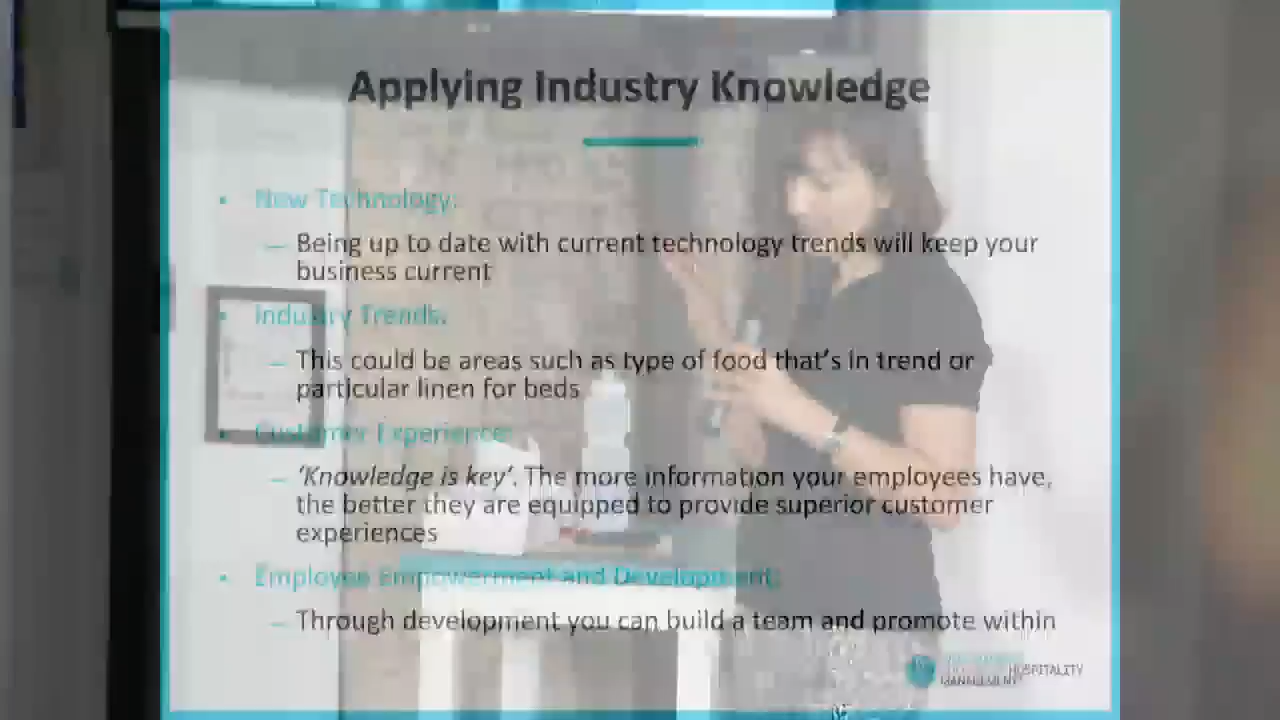 Applying Industry Knowledge
• New Technology:
– Being up to date with current technology trends will keep your
business current
• Industry Trends:
– This could be areas such as type of food that's in trend or
particular linen for beds
• Customer Experience:
– 'Knowledge is key'. The more information your employees have,
the better they are equipped to provide superior customer
experiences
• Employee Empowerment and Development:
– Through development you can build a team and promote within
HOSPITALITY
MANAGEMENT